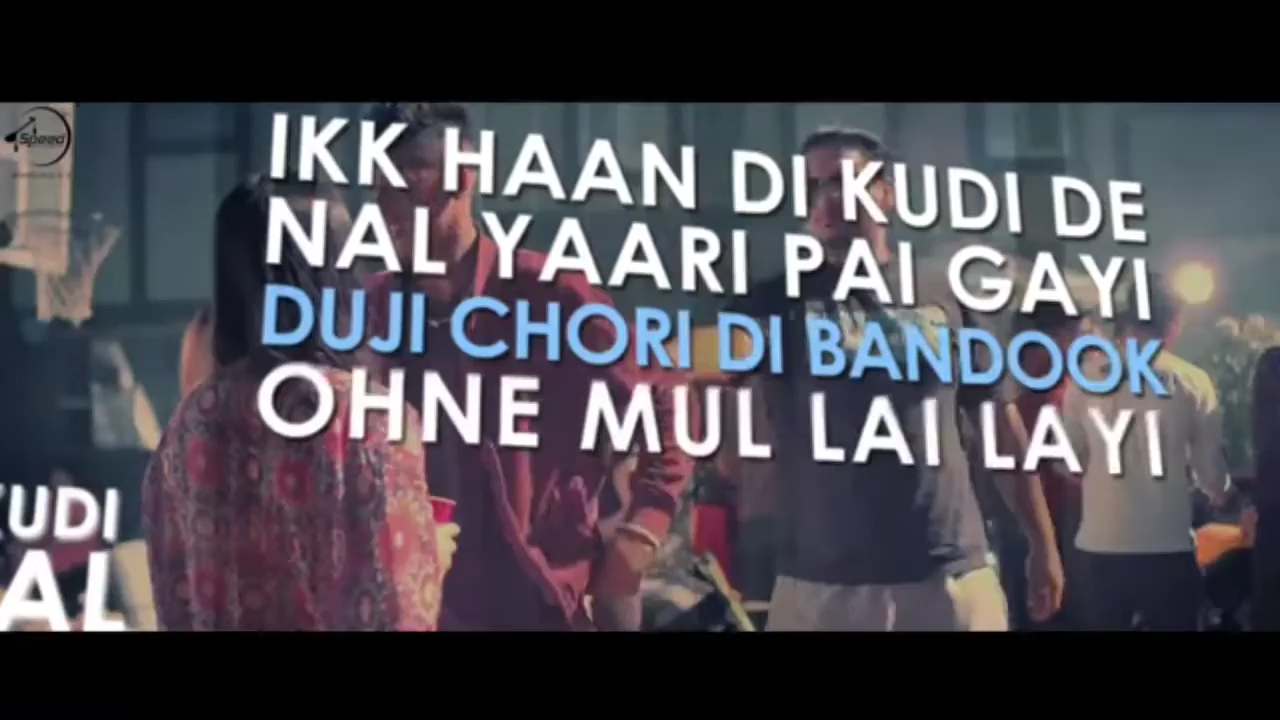 Speed
IKK HAAN DI KUDI DE
NAL YAARI PAI GAYI
DUJI CHORI DI BANDOOK
OHNE MUL LAI LAYI
KUDI
AL